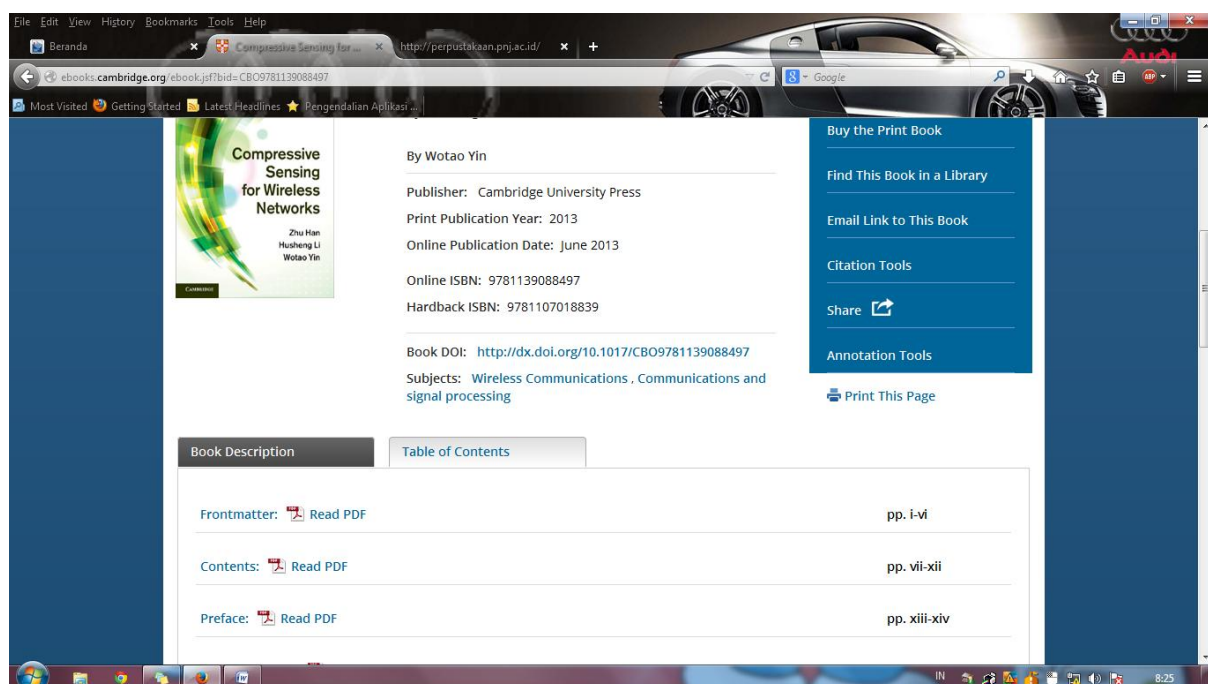 File Edit View History Bookmarks Tools Help
Beranda
Compressive Sensing for ...
http://perpustakaan.pnj.ac.id/
Audi
ebooks.cambridge.org/ebook.jsf?bid=CBO9781139088497
Google
ABP
Most Visited Getting Started Latest Headlines Pengendalian Aplikasi ...
Compressive
Sensing
for Wireless
Networks
Zhu Han
Husheng Li
Wotao Yin
CAMBRIDGE
By Wotao Yin
Publisher: Cambridge University Press
Print Publication Year: 2013
Online Publication Date: June 2013
Online ISBN: 9781139088497
Hardback ISBN: 9781107018839
Book DOI: http://dx.doi.org/10.1017/CBO9781139088497
Subjects: Wireless Communications , Communications and
signal processing
Buy the Print Book
Find This Book in a Library
Email Link to This Book
Citation Tools
Share
Annotation Tools
Print This Page
Book Description
Table of Contents
Frontmatter: Read PDF pp. i-vi
Contents: Read PDF pp. vii-xii
Preface: Read PDF pp. xiii-xiv
IN
8:25